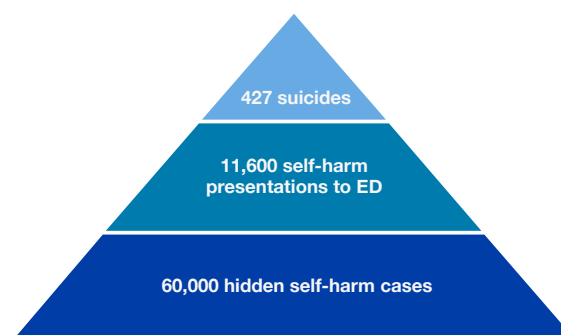 427 suicides
11,600 self-harm
presentations to ED
60,000 hidden self-harm cases